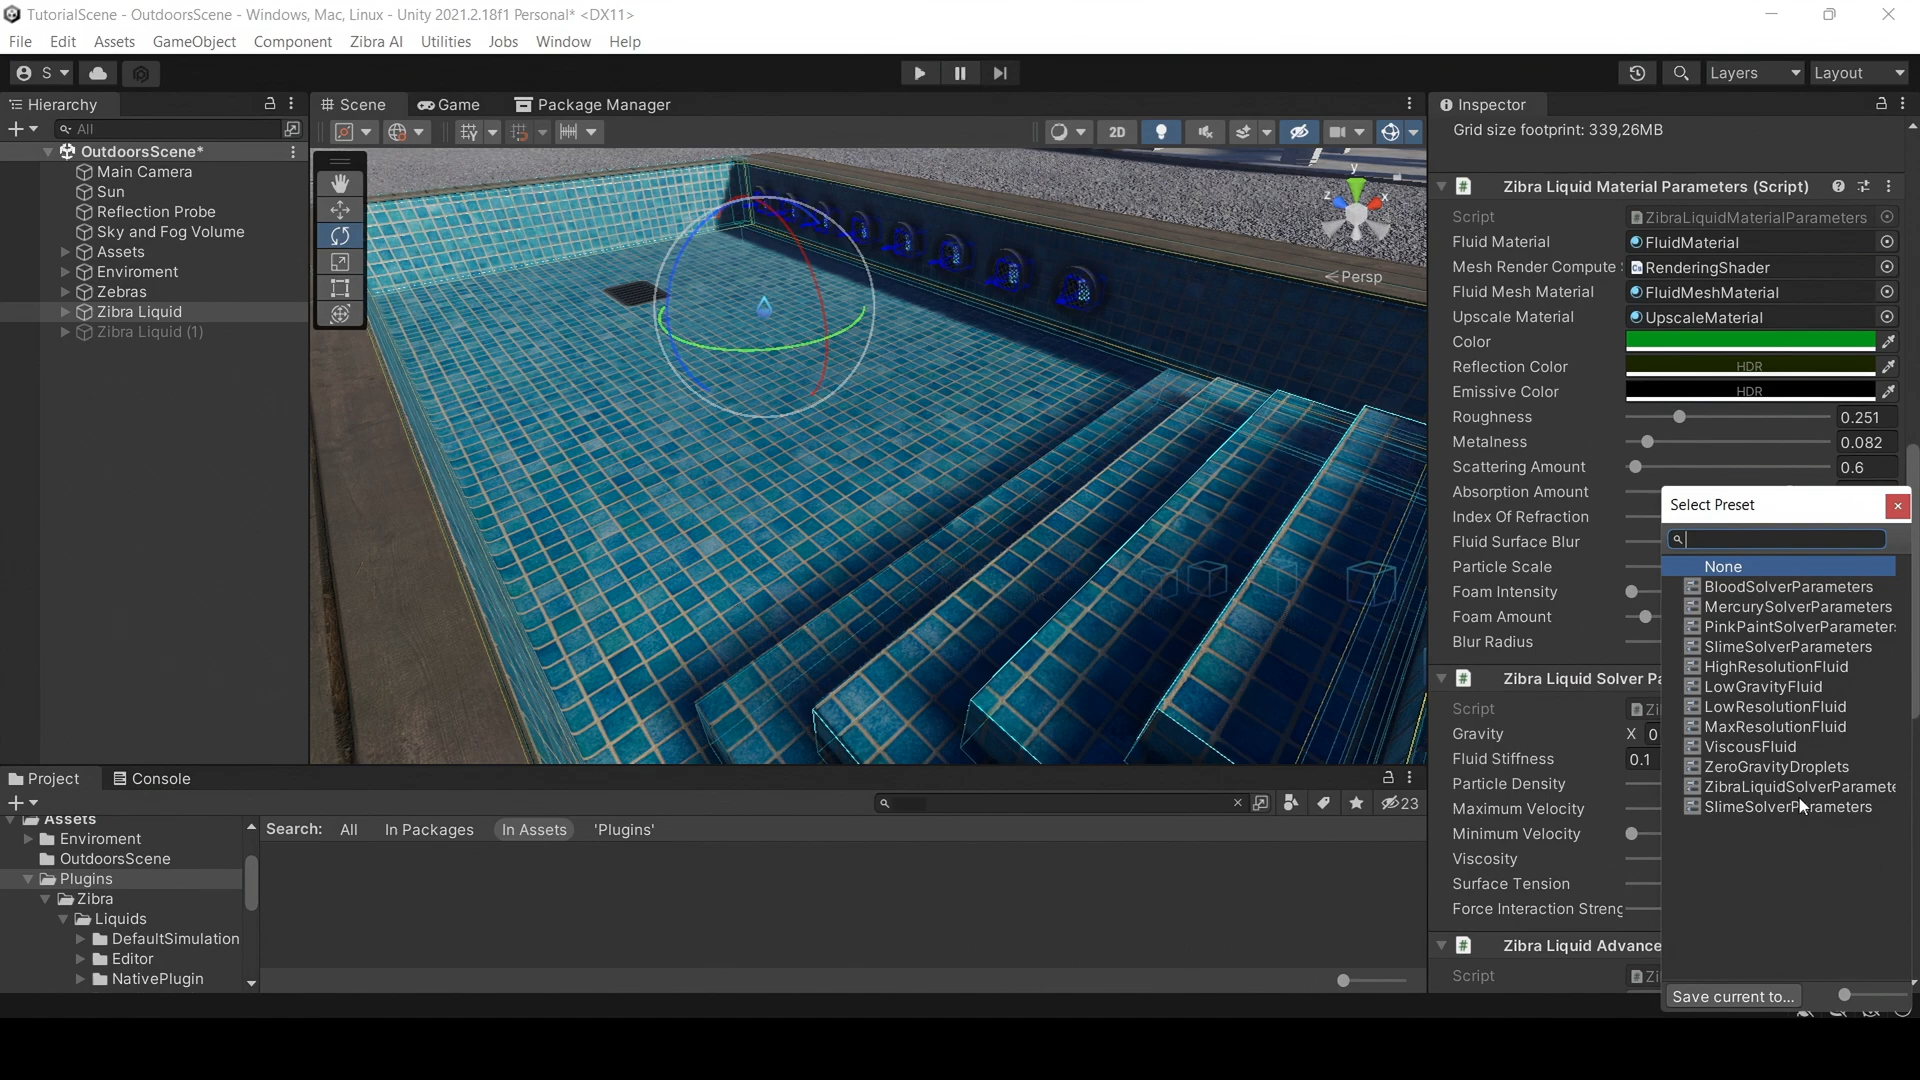 TutorialScene - OutdoorsScene - Windows, Mac, Linux - Unity 2021.2.18f1 Personal* <DX11>
File Edit Assets GameObject Component Zibra AI Utilities Jobs Window Help
S
Layers
Layout
Hierarchy
All
OutdoorsScene*
Main Camera
Sun
Reflection Probe
Sky and Fog Volume
Assets
Enviroment
Zebras
Zibra Liquid
Zibra Liquid (1)
Scene
Game
Package Manager
2D
y
z
x
Persp
Inspector
Grid size footprint: 339,26MB
Zibra Liquid Material Parameters (Script)
Script ZibraLiquidMaterialParameters
Fluid Material FluidMaterial
Mesh Render Compute RenderingShader
Fluid Mesh Material FluidMeshMaterial
Upscale Material UpscaleMaterial
Color
Reflection Color HDR
Emissive Color HDR
Roughness 0.251
Metalness 0.082
Scattering Amount 0.6
Absorption Amount
Index Of Refraction
Fluid Surface Blur
Particle Scale
Foam Intensity
Foam Amount
Blur Radius
Zibra Liquid Solver Pa
Script Zi
Gravity X 0
Fluid Stiffness 0.1
Particle Density
Maximum Velocity
Minimum Velocity
Viscosity
Surface Tension
Force Interaction Streng
Zibra Liquid Advance
Script Zi
Select Preset
None
BloodSolverParameters
MercurySolverParameters
PinkPaintSolverParameter
SlimeSolverParameters
HighResolutionFluid
LowGravityFluid
LowResolutionFluid
MaxResolutionFluid
ViscousFluid
ZeroGravityDroplets
ZibraLiquidSolverParamete
SlimeSolverParameters
Save current to...
Project
Console
23
Search: All In Packages In Assets 'Plugins'
Assets
Enviroment
OutdoorsScene
Plugins
Zibra
Liquids
DefaultSimulation
Editor
NativePlugin